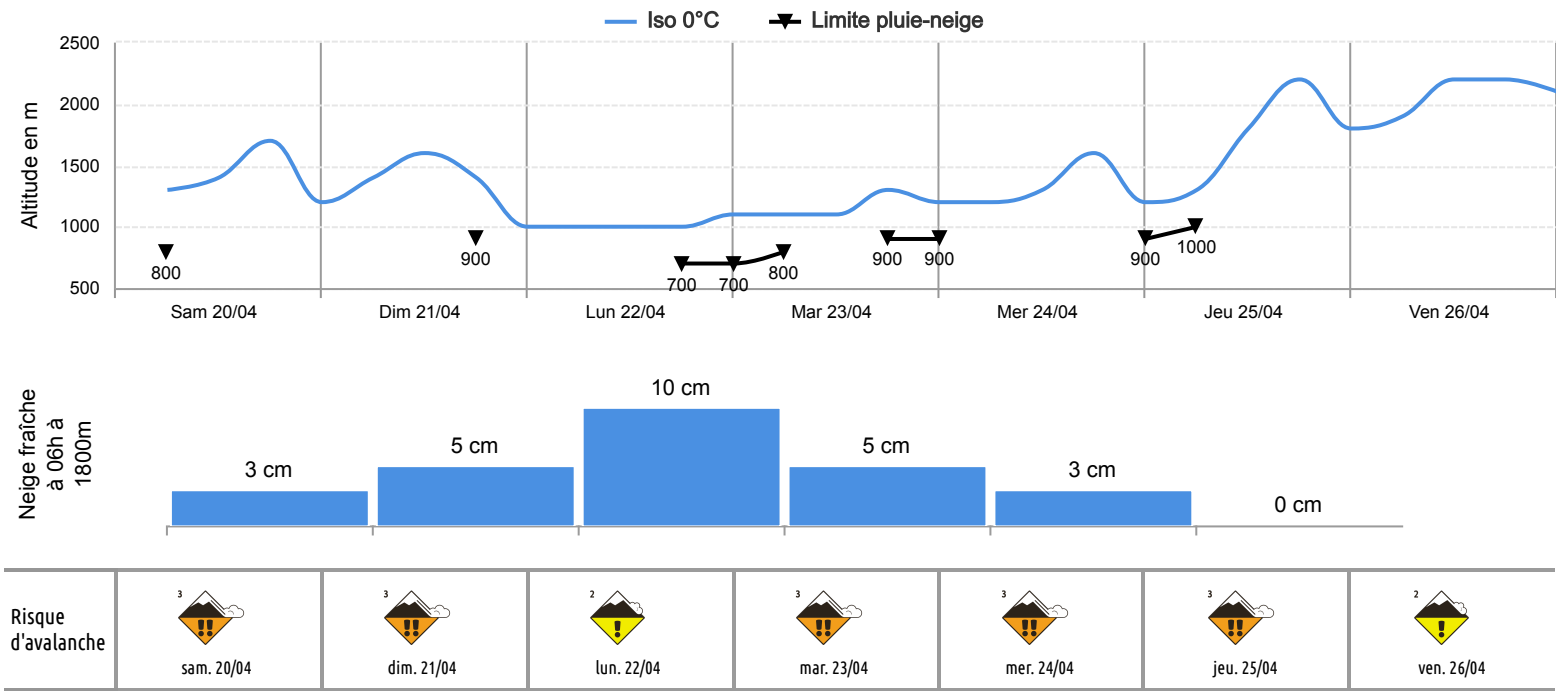 Iso 0°C Limite pluie-neige
2500
2000
1500
1000
500
Altitude en m
800
900
700 700 800
900 900
900 1000
Sam 20/04 Dim 21/04 Lun 22/04 Mar 23/04 Mer 24/04 Jeu 25/04 Ven 26/04
Neige fraîche
à 06h à
1800m
3 cm 5 cm 10 cm 5 cm 3 cm 0 cm
Risque
d'avalanche
3 3 2 3 3 3 2
sam. 20/04 dim. 21/04 lun. 22/04 mar. 23/04 mer. 24/04 jeu. 25/04 ven. 26/04